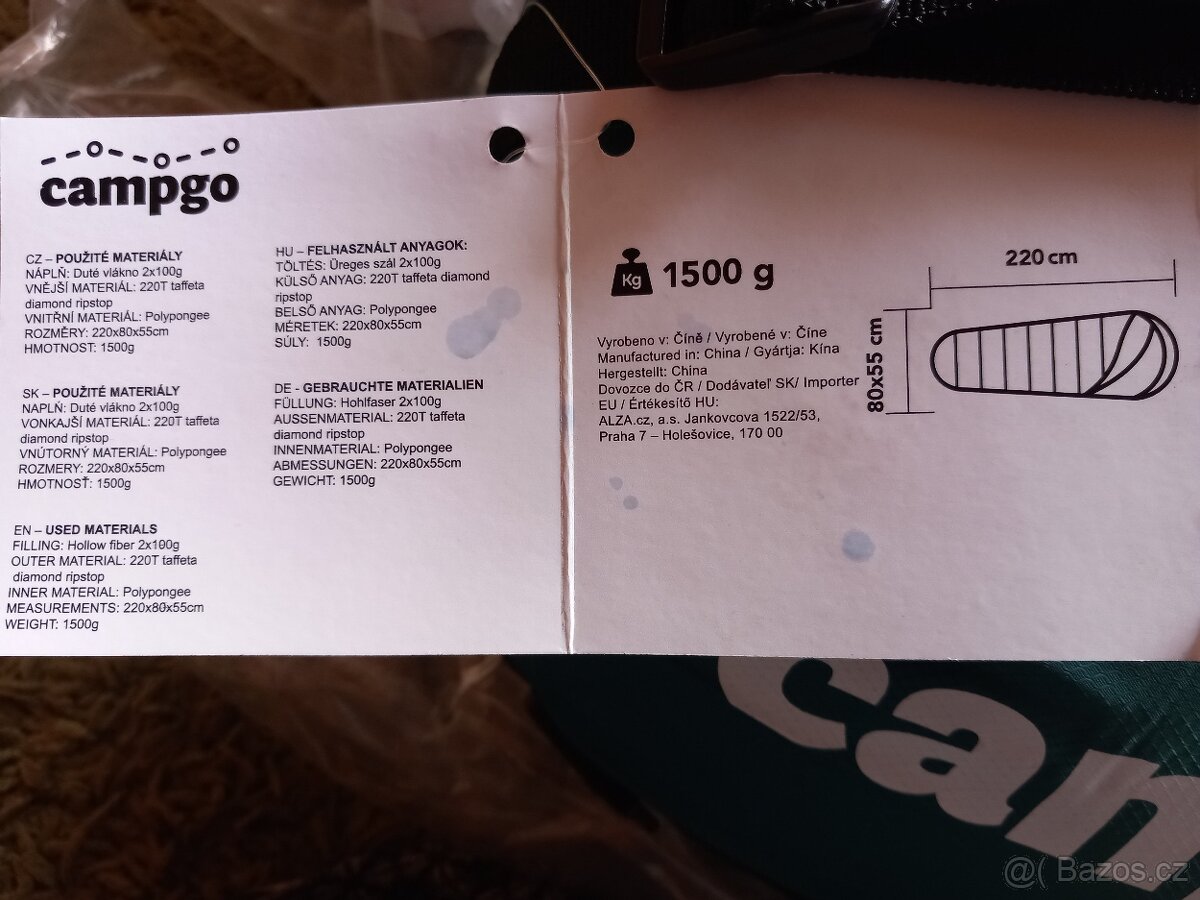 campgo
CZ – POUŽITÉ MATERIÁLY
NÁPLŇ: Duté vlákno 2x100g
VNĚJŠÍ MATERIÁL: 220T taffeta
diamond ripstop
VNITŘNÍ MATERIÁL: Polypongee
ROZMĚRY: 220x80x55cm
HMOTNOST: 1500g
SK – POUŽITÉ MATERIÁLY
NAPLŇ: Duté vlákno 2x100g
VONKAJŠÍ MATERIÁL: 220T taffeta
diamond ripstop
VNÚTORNÝ MATERIÁL: Polypongee
ROZMERY: 220x80x55cm
HMOTNOSŤ: 1500g
EN – USED MATERIALS
FILLING: Hollow fiber 2x100g
OUTER MATERIAL: 220T taffeta
diamond ripstop
INNER MATERIAL: Polypongee
MEASUREMENTS: 220x80x55cm
WEIGHT: 1500g
HU – FELHASZNÁLT ANYAGOK:
TÖLTÉS: Üreges szál 2x100g
KÜLSŐ ANYAG: 220T taffeta diamond
ripstop
BELSŐ ANYAG: Polypongee
MÉRETEK: 220x80x55cm
SÚLY: 1500g
DE - GEBRAUCHTE MATERIALIEN
FÜLLUNG: Hohlfaser 2x100g
AUSSENMATERIAL: 220T taffeta
diamond ripstop
INNENMATERIAL: Polypongee
ABMESSUNGEN: 220x80x55cm
GEWICHT: 1500g
Kg 1500 g
Vyrobeno v: Číně / Vyrobené v: Číne
Manufactured in: China / Gyártja: Kína
Hergestellt: China
Dovozce do ČR / Dodávateľ SK/ Importer
EU / Értékesítő HU:
ALZA.cz, a.s. Jankovcova 1522/53,
Praha 7 – Holešovice, 170 00
220 cm
80x55 cm
cam
@( Bazos.cz